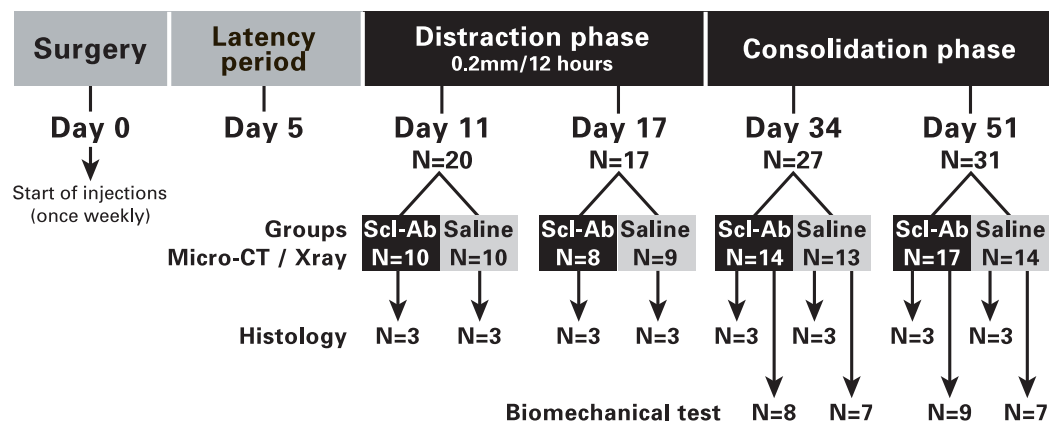 Surgery
Latency
period
Distraction phase
0.2mm/12 hours
Consolidation phase
Day 0
Day 5
Day 11
Day 17
Day 34
Day 51
N=20
N=17
N=27
N=31
Start of injections
(once weekly)
Groups
Scl-Ab Saline Scl-Ab Saline Scl-Ab Saline Scl-Ab Saline
Micro-CT / Xray N=10 N=10 N=8 N=9 N=14 N=13 N=17 N=14
Histology N=3 N=3 N=3 N=3 N=3 N=3 N=3 N=3
Biomechanical test N=8 N=7 N=9 N=7